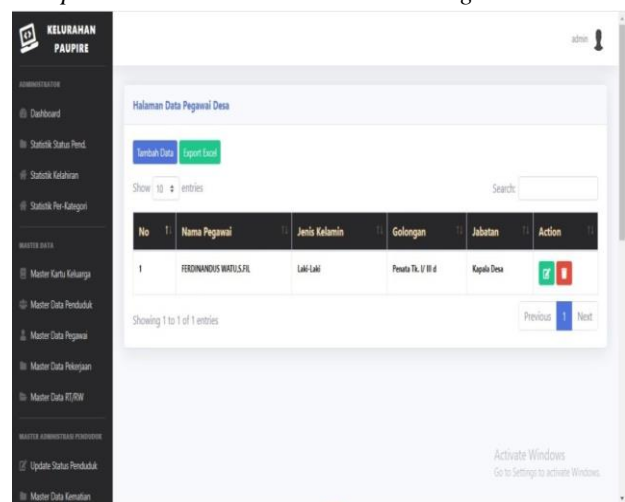 KELURAHAN
PAUPIRE
admin
ADMINISTRATOR
Dashboard
Statistik Status Pend.
Statistik Kelahiran
Statistik Per-Kategori
MASTER DATA
Master Kartu Keluarga
Master Data Penduduk
Master Data Pegawai
Master Data Pekerjaan
Master Data RT/RW
MASTER ADMINISTRASI PENDUDUK
Update Status Penduduk
Master Data Kematian
Halaman Data Pegawai Desa
Tambah Data Export Excel
Show 10 entries Search:
No Nama Pegawai Jenis Kelamin Golongan Jabatan Action
1 FERDINANDUS WATU,S.FIL Laki-Laki Penata Tk. I/ III d Kapala Desa
Showing 1 to 1 of 1 entries Previous 1 Next
Activate Windows
Go to Settings to activate Windows.